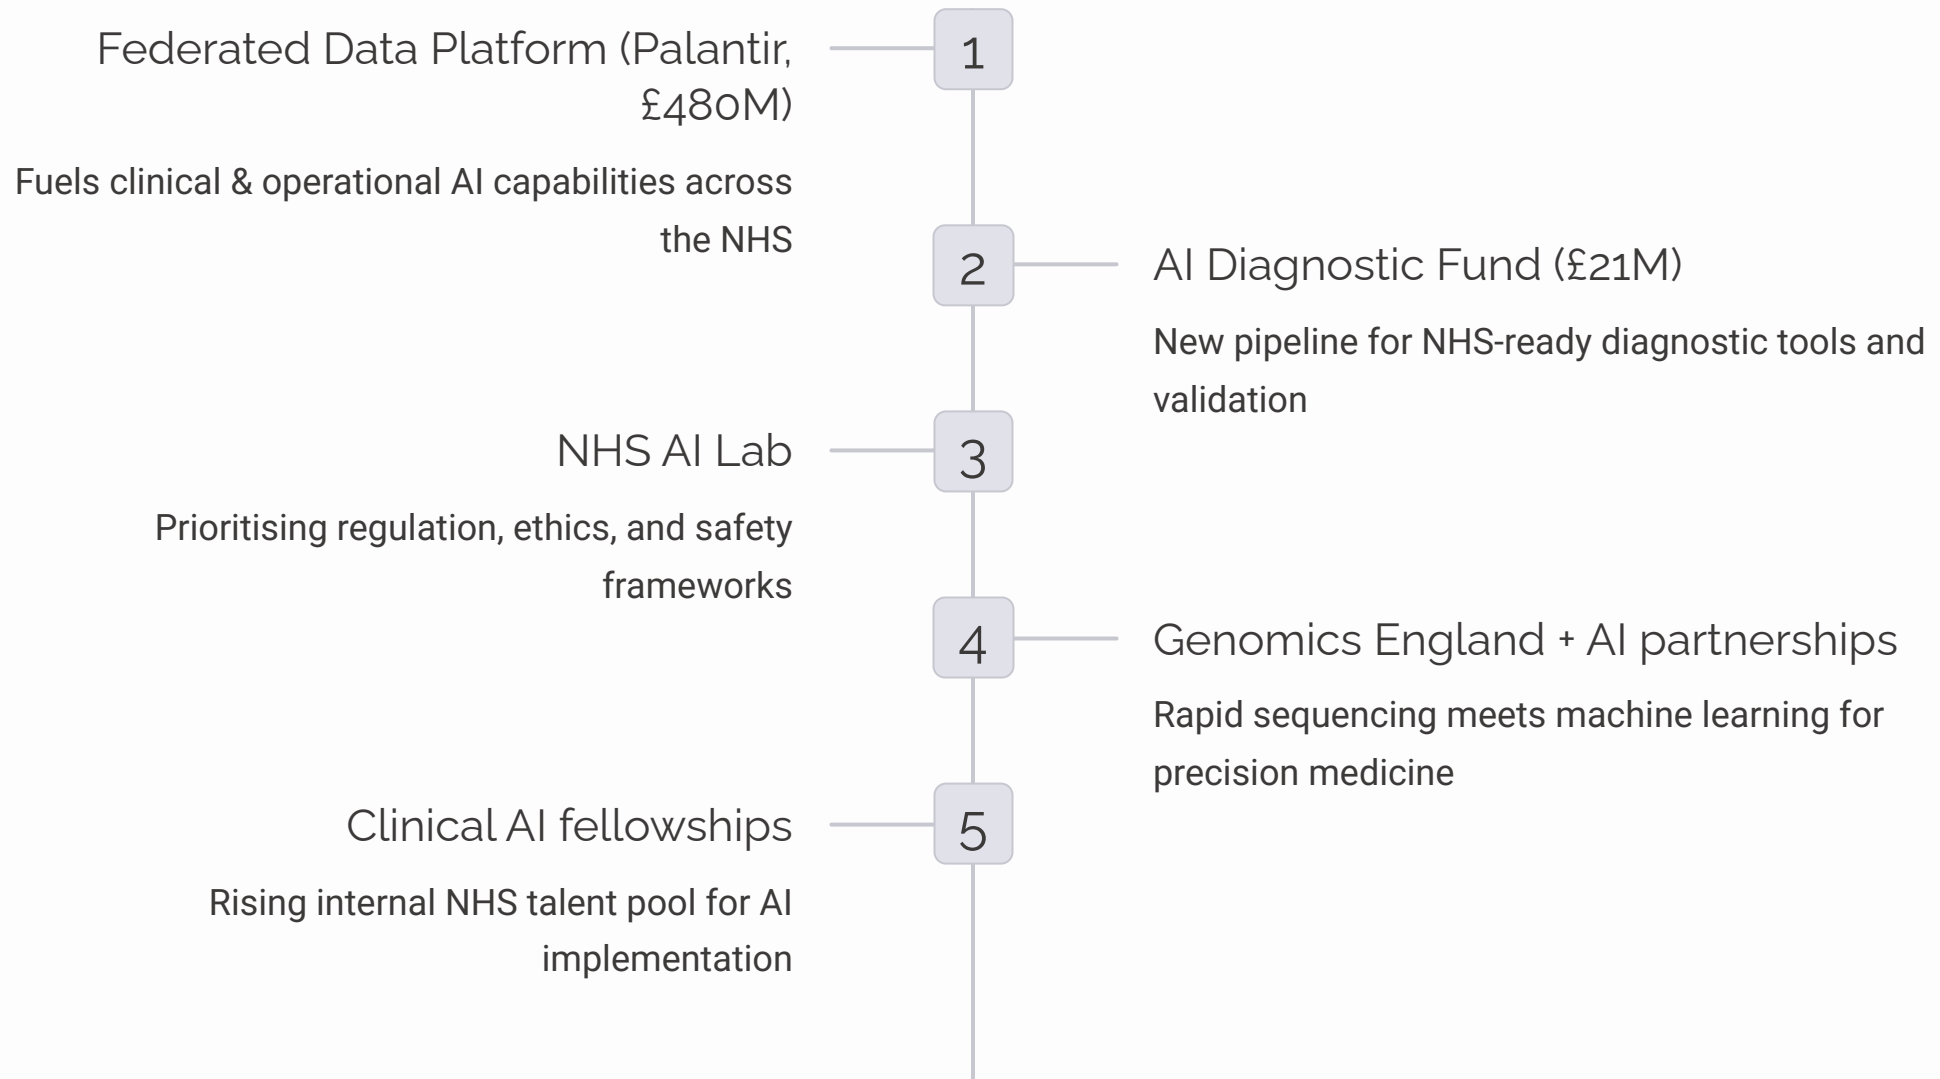 1
Federated Data Platform (Palantir,
£480M)
Fuels clinical & operational AI capabilities across
the NHS
2
AI Diagnostic Fund (£21M)
New pipeline for NHS-ready diagnostic tools and
validation
3
NHS AI Lab
Prioritising regulation, ethics, and safety
frameworks
4
Genomics England + AI partnerships
Rapid sequencing meets machine learning for
precision medicine
5
Clinical AI fellowships
Rising internal NHS talent pool for AI
implementation